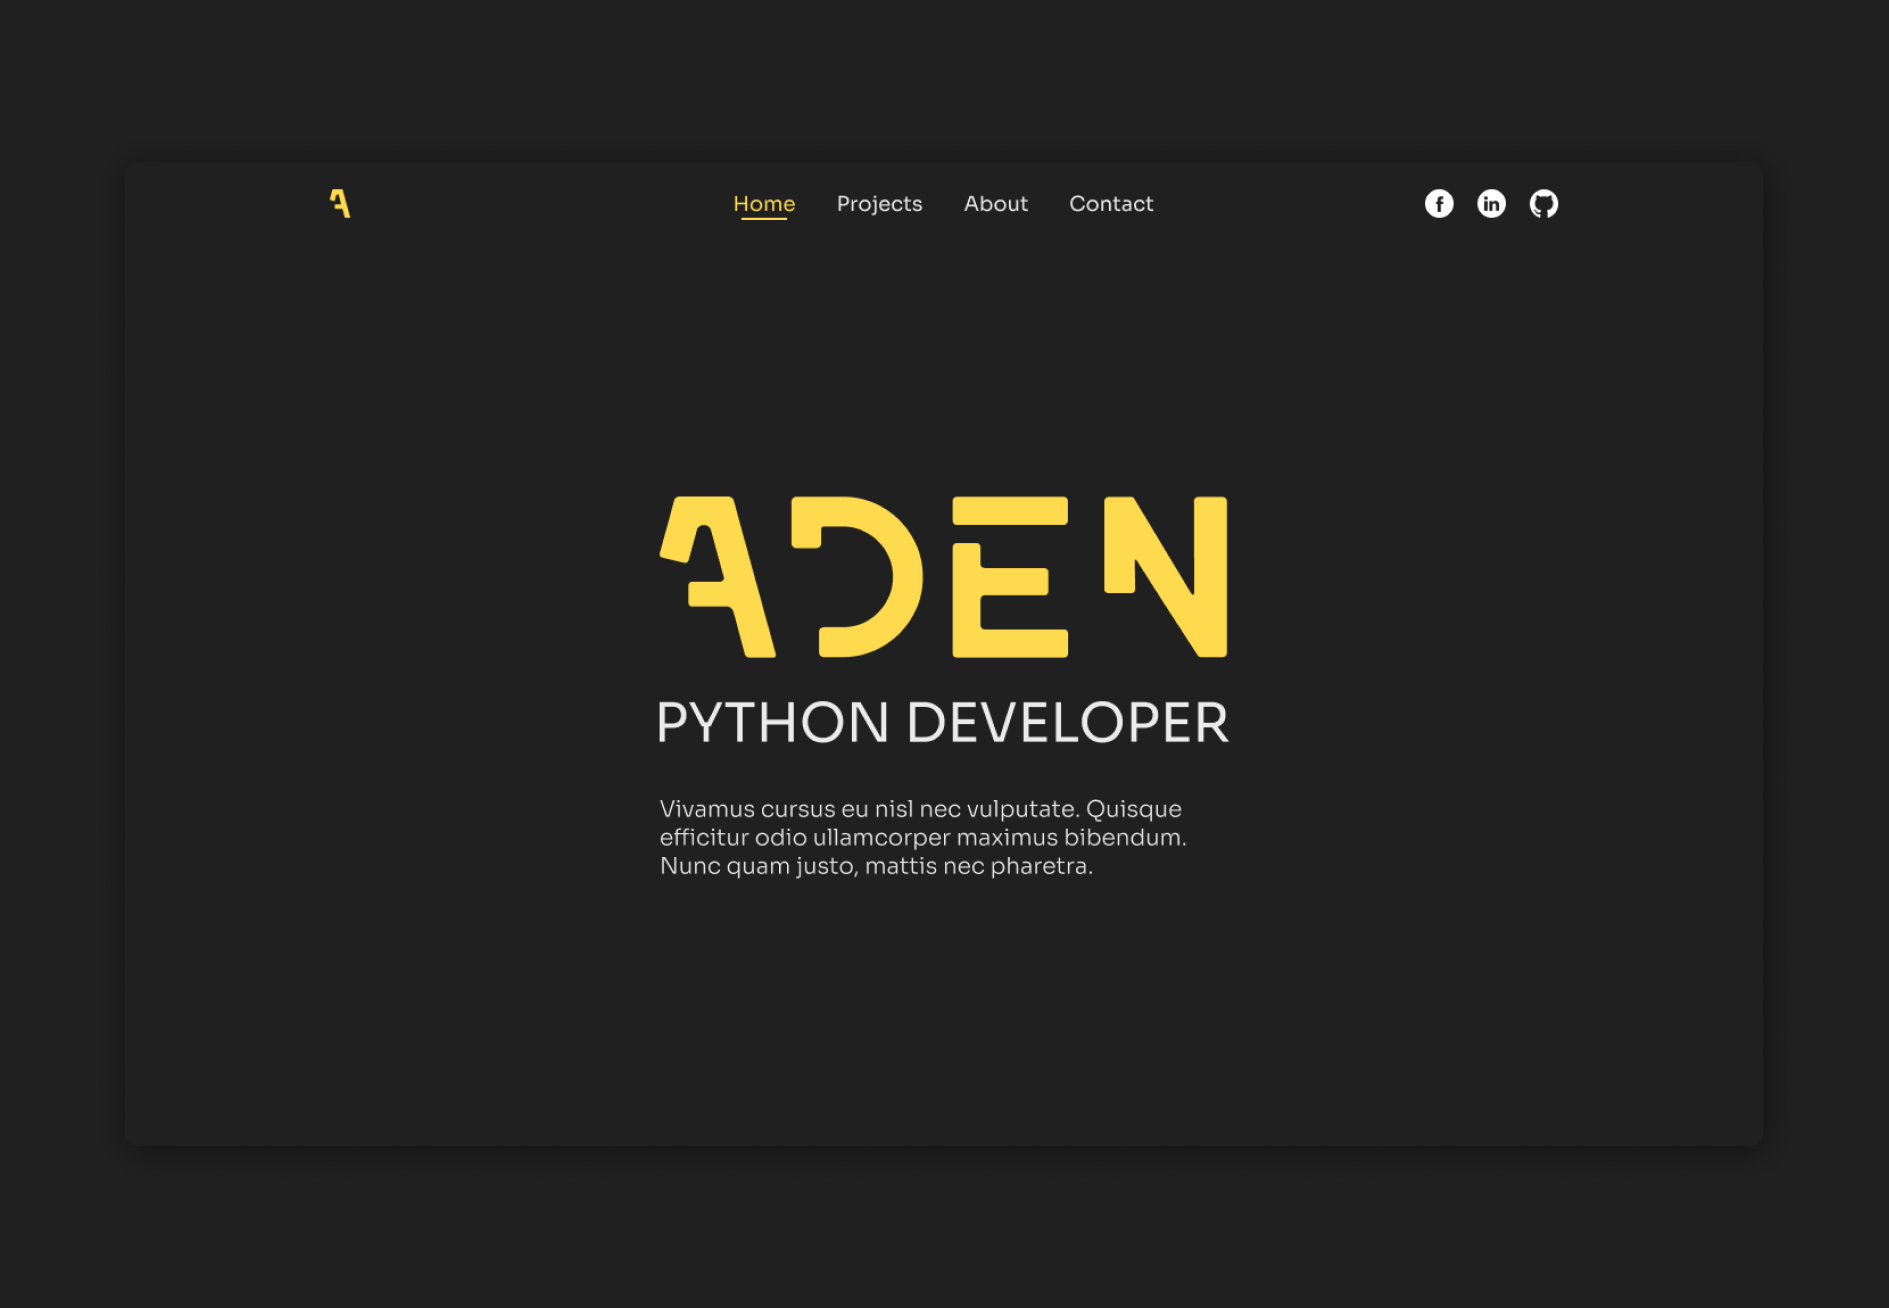 A
Home Projects About Contact
f in
ADEN
PYTHON DEVELOPER
Vivamus cursus eu nisl nec vulputate. Quisque
efficitur odio ullamcorper maximus bibendum.
Nunc quam justo, mattis nec pharetra.